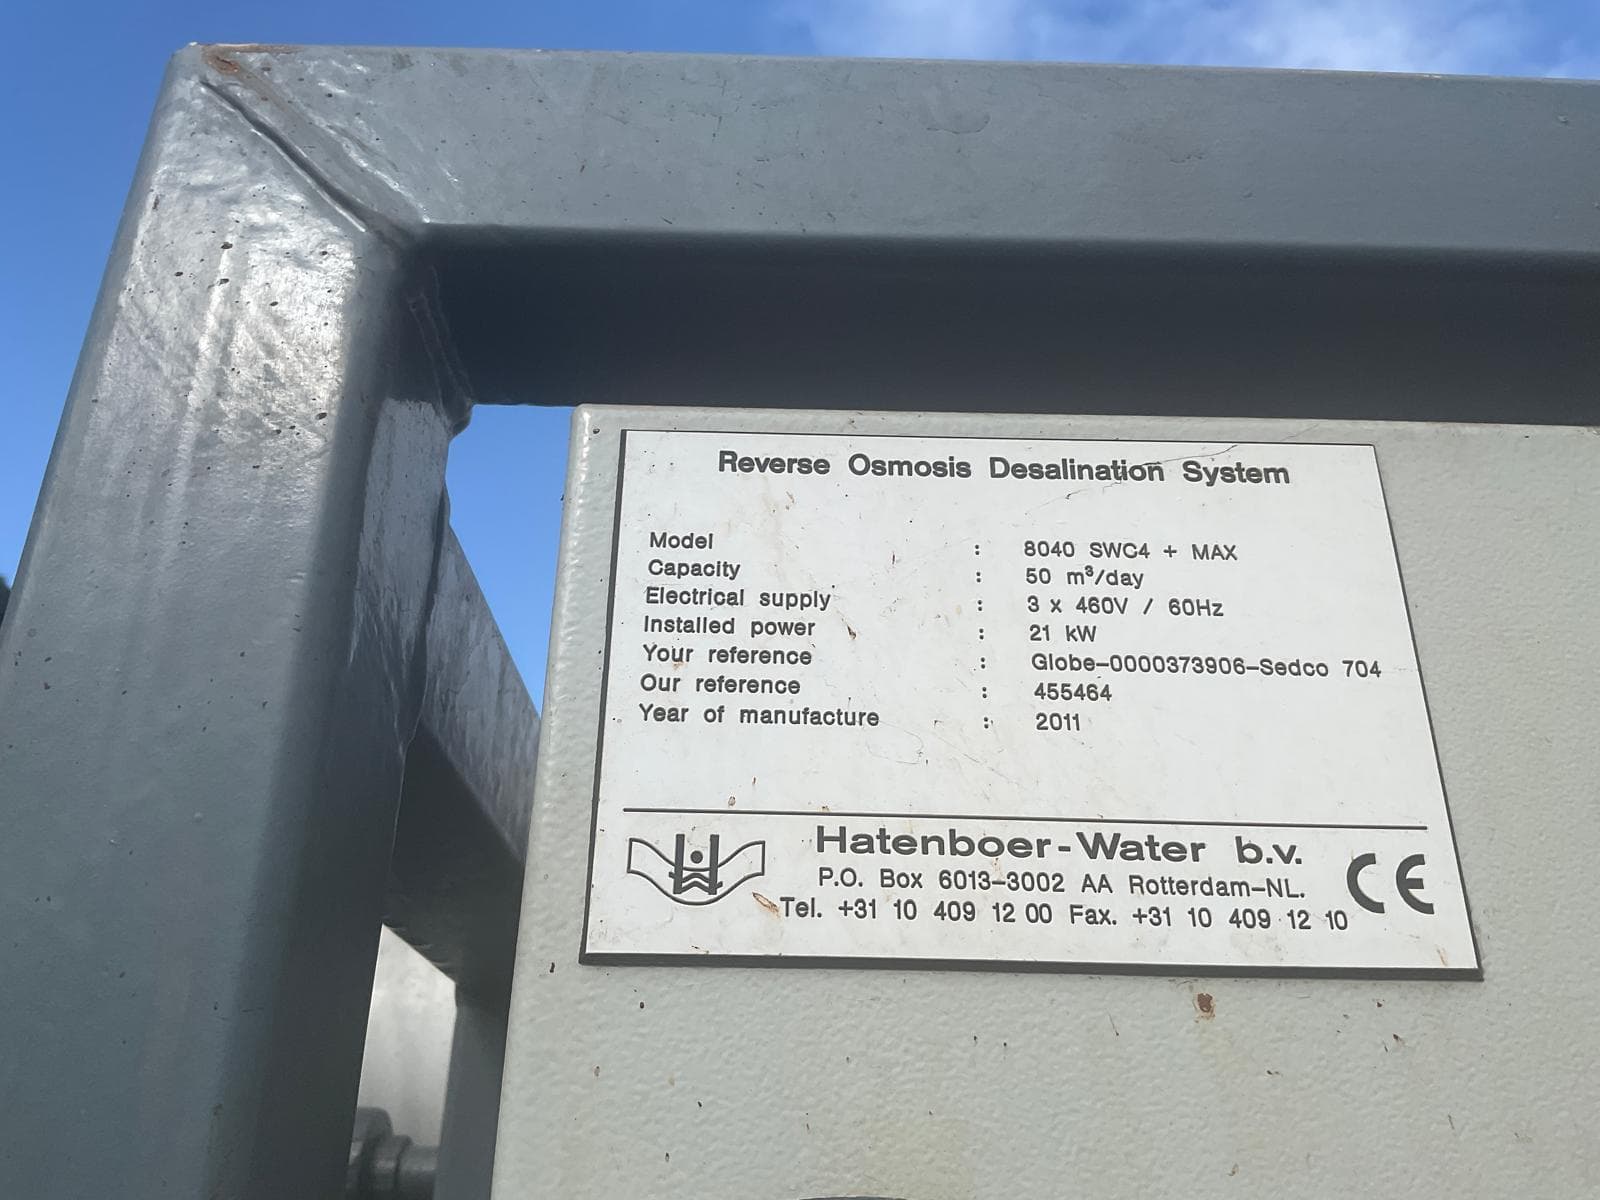 Reverse Osmosis Desalination System
Model : 8040 SWC4 + MAX
Capacity : 50 m³/day
Electrical supply : 3 x 460V / 60Hz
Installed power : 21 kW
Your reference : Globe-0000373906-Sedco 704
Our reference : 455464
Year of manufacture : 2011
Hatenboer-Water b.v.
P.O. Box 6013-3002 AA Rotterdam-NL.
Tel. +31 10 409 12 00 Fax. +31 10 409 12 10
CE